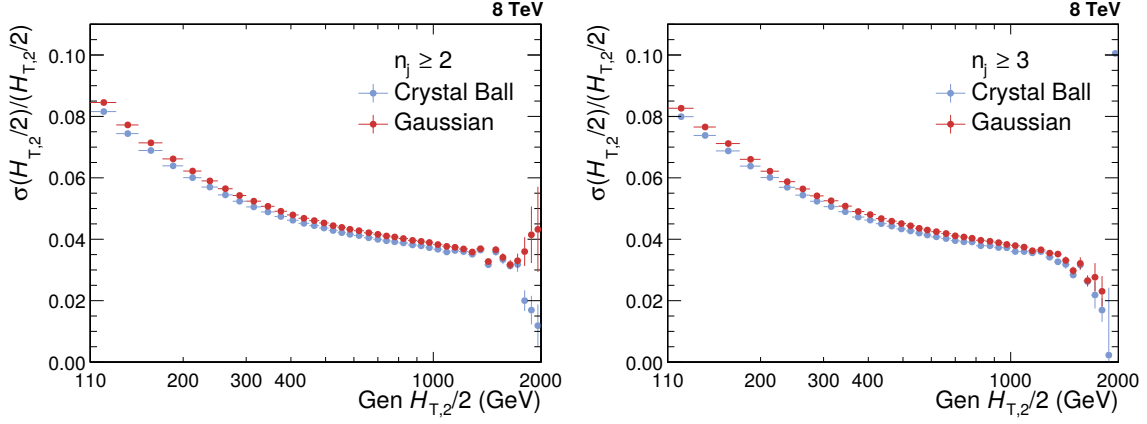 8 TeV
σ(H_T,2/2)/(H_T,2/2)
0.10
0.08
0.06
0.04
0.02
0.00
n_j ≥ 2
Crystal Ball
Gaussian
110 200 300 400 1000 2000
Gen H_T,2/2 (GeV)
8 TeV
σ(H_T,2/2)/(H_T,2/2)
0.10
0.08
0.06
0.04
0.02
0.00
n_j ≥ 3
Crystal Ball
Gaussian
110 200 300 400 1000 2000
Gen H_T,2/2 (GeV)